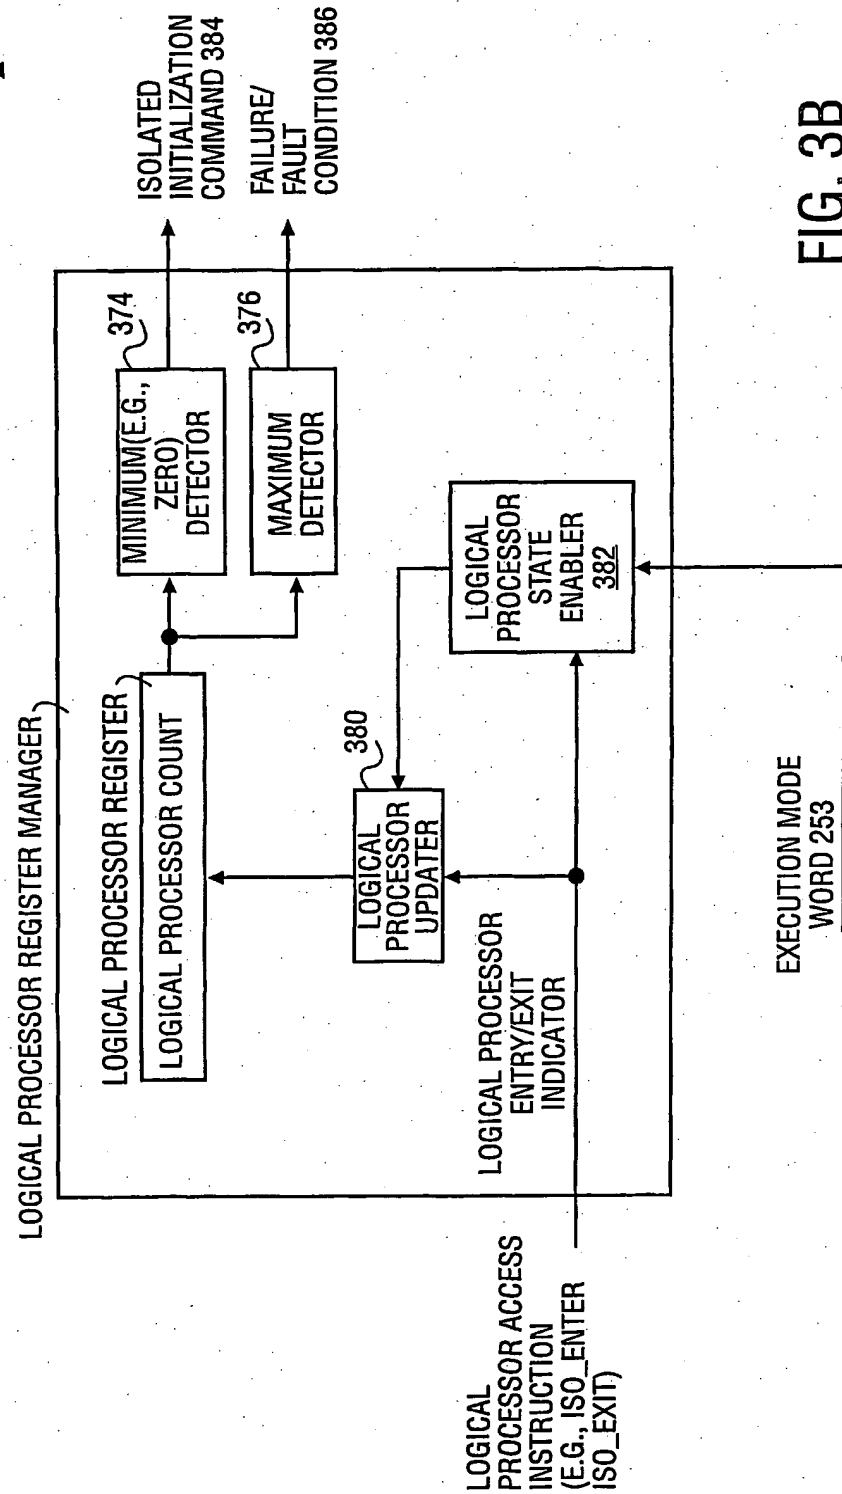 LOGICAL PROCESSOR REGISTER MANAGER
LOGICAL PROCESSOR REGISTER
LOGICAL PROCESSOR COUNT
MINIMUM(E.G.,
ZERO)
DETECTOR
374
ISOLATED
INITIALIZATION
COMMAND 384
MAXIMUM
DETECTOR
376
FAILURE/
FAULT
CONDITION 386
LOGICAL
PROCESSOR
UPDATER
380
LOGICAL
PROCESSOR
STATE
ENABLER
382
LOGICAL PROCESSOR
ENTRY/EXIT
INDICATOR
LOGICAL
PROCESSOR ACCESS
INSTRUCTION
(E.G., ISO_ENTER
ISO_EXIT)
EXECUTION MODE
WORD 253
FIG. 3B